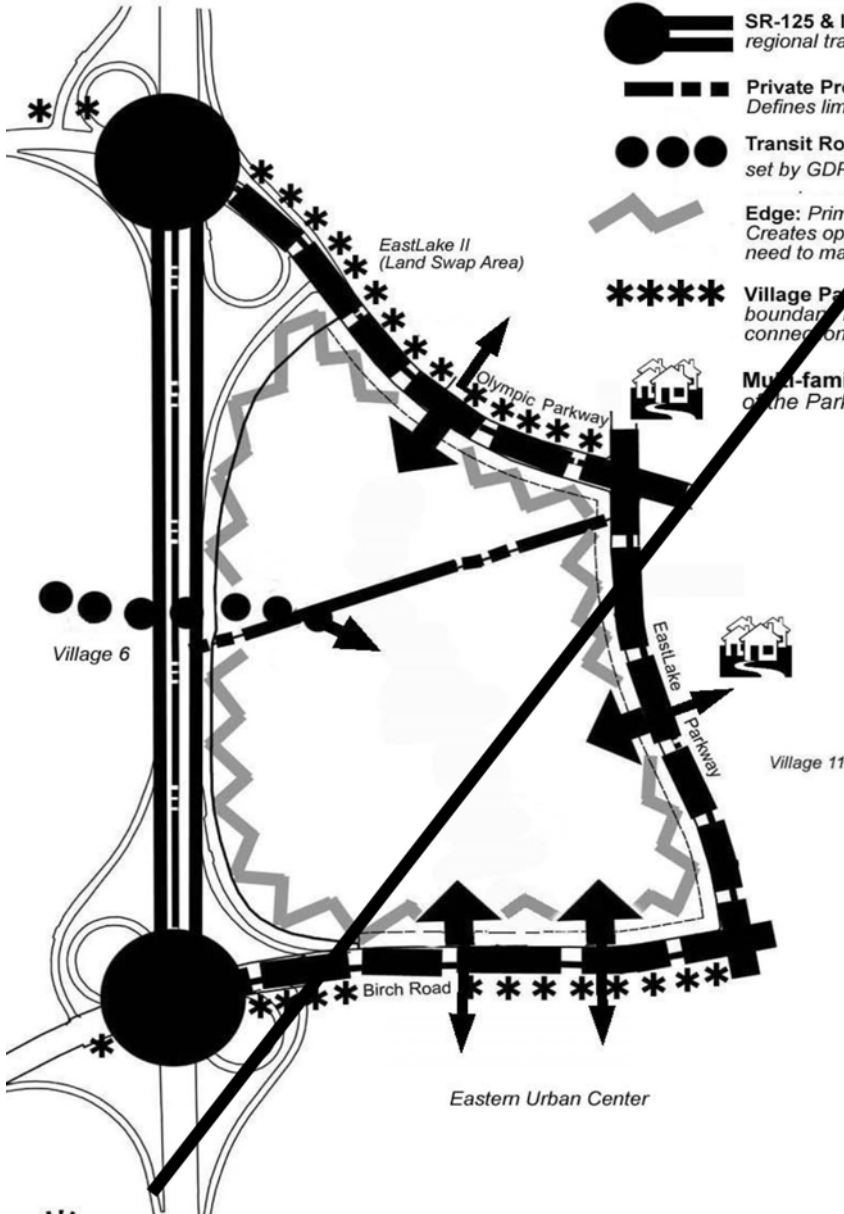 SR-125 &
regional tra
Private Pro
Defines lim
Transit Ro
set by GDP
Edge: Prim
Creates op
need to ma
Village Pa
boundary
connection
Multi-fami
of the Park
EastLake II
(Land Swap Area)
Olympic Parkway
Village 6
EastLake Parkway
Village 11
Birch Road
Eastern Urban Center